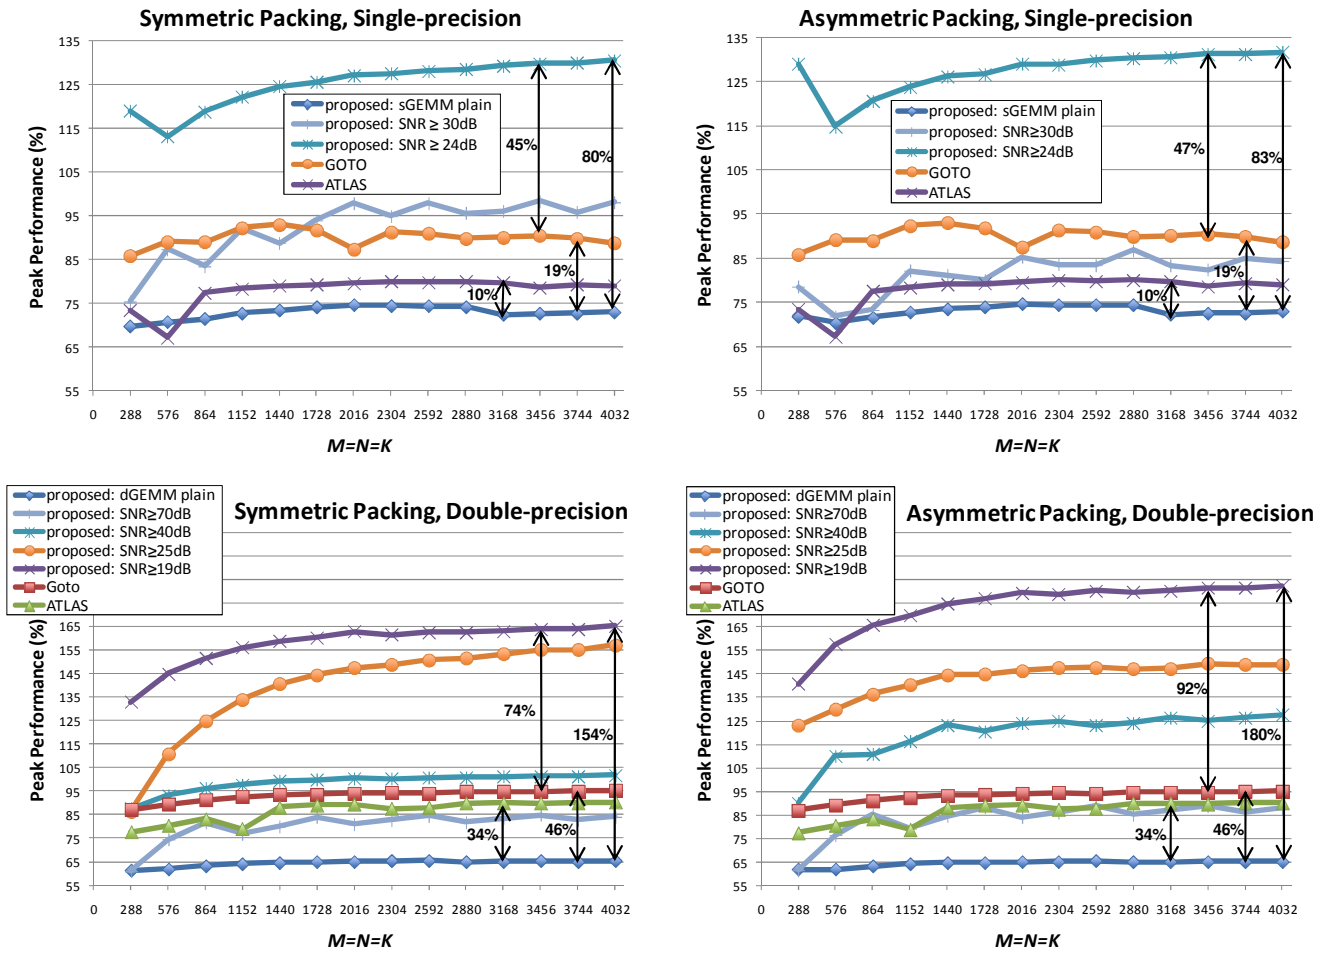 Symmetric Packing, Single-precision
135
125
115
105
95
85
75
65
55
Peak Performance (%)
proposed: sGEMM plain
proposed: SNR ≥ 30dB
proposed: SNR ≥ 24dB
GOTO
ATLAS
45%
80%
19%
10%
0 288 576 864 1152 1440 1728 2016 2304 2592 2880 3168 3456 3744 4032
M=N=K
Asymmetric Packing, Single-precision
135
125
115
105
95
85
75
65
55
Peak Performance (%)
proposed: sGEMM plain
proposed: SNR≥30dB
proposed: SNR≥24dB
GOTO
ATLAS
47%
83%
19%
10%
0 288 576 864 1152 1440 1728 2016 2304 2592 2880 3168 3456 3744 4032
M=N=K
Symmetric Packing, Double-precision
proposed: dGEMM plain
proposed: SNR≥70dB
proposed: SNR≥40dB
proposed: SNR≥25dB
proposed: SNR≥19dB
Goto
ATLAS
165
155
145
135
125
115
105
95
85
75
65
55
Peak Performance (%)
74%
154%
34%
46%
0 288 576 864 1152 1440 1728 2016 2304 2592 2880 3168 3456 3744 4032
M=N=K
Asymmetric Packing, Double-precision
proposed: dGEMM plain
proposed: SNR≥70dB
proposed: SNR≥40dB
proposed: SNR≥25dB
proposed: SNR≥19dB
GOTO
ATLAS
165
155
145
135
125
115
105
95
85
75
65
55
Peak Performance (%)
92%
180%
34%
46%
0 288 576 864 1152 1440 1728 2016 2304 2592 2880 3168 3456 3744 4032
M=N=K